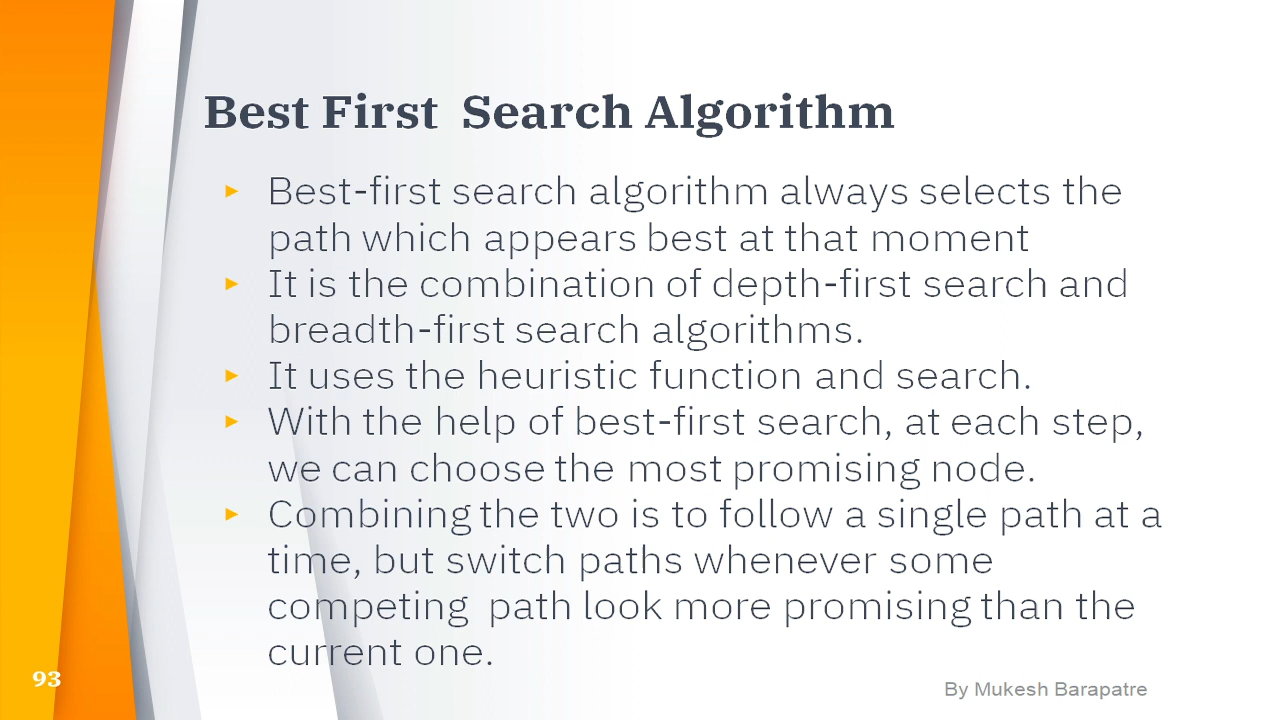 Best First  Search Algorithm
▸ Best-first search algorithm always selects the
path which appears best at that moment
▸ It is the combination of depth-first search and
breadth-first search algorithms.
▸ It uses the heuristic function and search.
▸ With the help of best-first search, at each step,
we can choose the most promising node.
▸ Combining the two is to follow a single path at a
time, but switch paths whenever some
competing  path look more promising than the
current one.
93
By Mukesh Barapatre